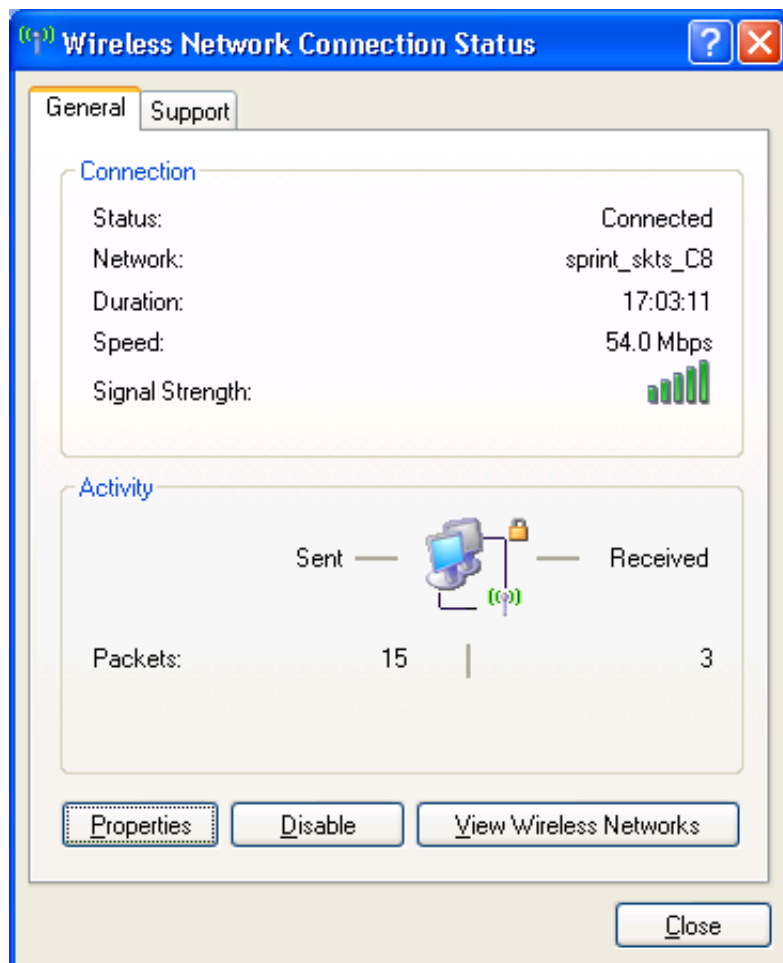 Wireless Network Connection Status
General Support
Connection
Status: Connected
Network: sprint_skts_C8
Duration: 17:03:11
Speed: 54.0 Mbps
Signal Strength:
Activity
Sent Received
Packets: 15 3
Properties Disable View Wireless Networks
Close